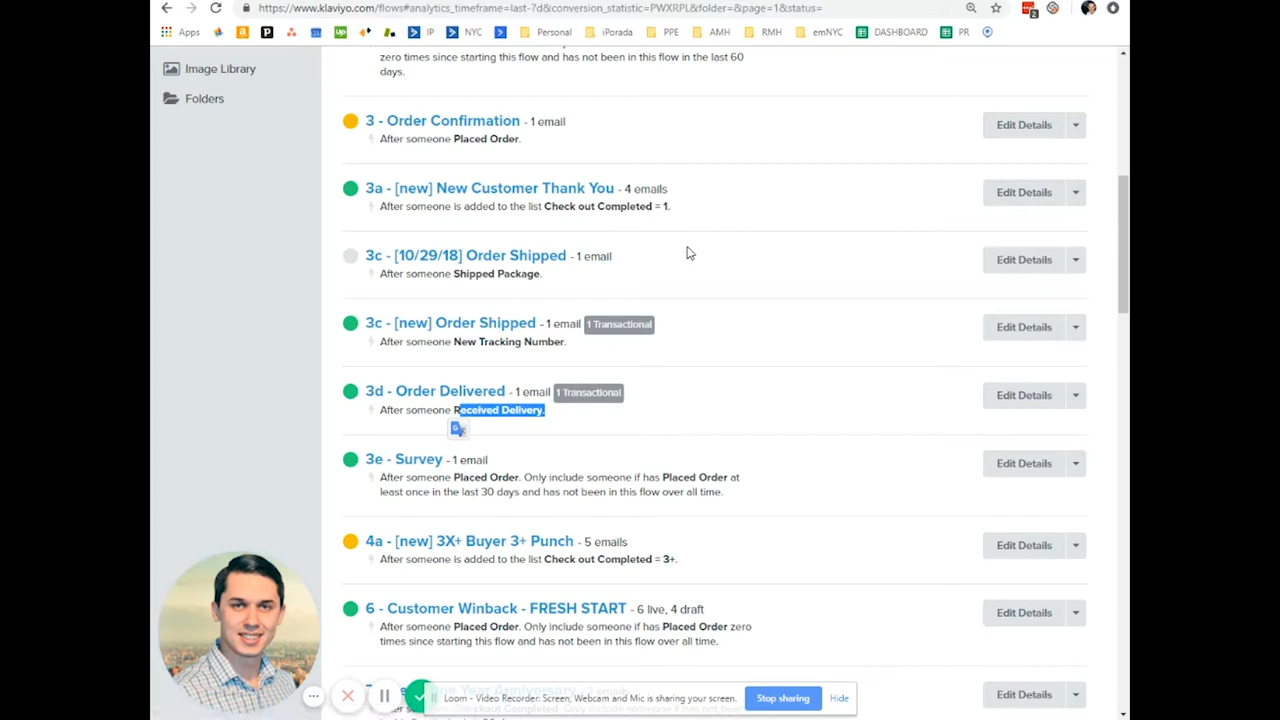 https://www.klaviyo.com/flows#analytics_timeframe=last-7d&conversion_statistic=PWXRPL&folder=&page=1&status=
2
Apps
Up
IP
NYC
Personal
iPorada
PPE
AMH
RMH
emNYC
DASHBOARD
PR
Image Library
Folders
zero times since starting this flow and has not been in this flow in the last 60
days.
3 - Order Confirmation - 1 email
After someone Placed Order.
Edit Details
3a - [new] New Customer Thank You - 4 emails
After someone is added to the list Check out Completed = 1.
Edit Details
3c - [10/29/18] Order Shipped - 1 email
After someone Shipped Package.
Edit Details
3c - [new] Order Shipped - 1 email 1 Transactional
After someone New Tracking Number.
Edit Details
3d - Order Delivered - 1 email 1 Transactional
After someone Received Delivery.
Edit Details
3e - Survey - 1 email
After someone Placed Order. Only include someone if has Placed Order at
least once in the last 30 days and has not been in this flow over all time.
Edit Details
4a - [new] 3X+ Buyer 3+ Punch - 5 emails
After someone is added to the list Check out Completed = 3+.
Edit Details
6 - Customer Winback - FRESH START - 6 live, 4 draft
After someone Placed Order. Only include someone if has Placed Order zero
times since starting this flow and has not been in this flow over all time.
Edit Details
Year Anniversary
Edit Details
Loom - Video Recorder: Screen, Webcam and Mic is sharing your screen.
Stop sharing
Hide